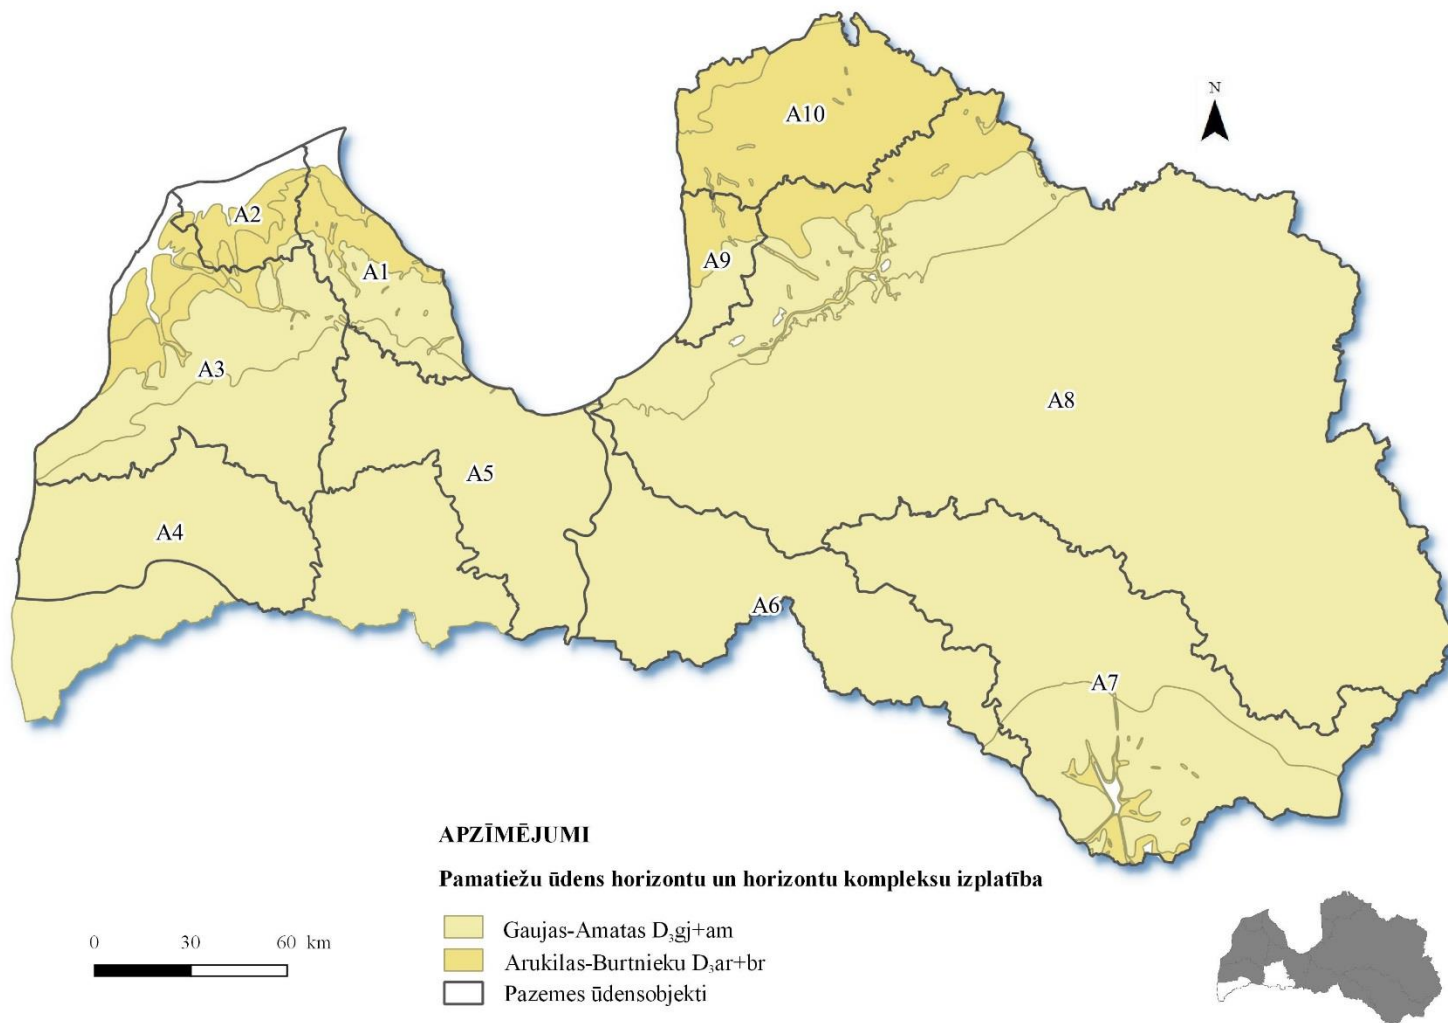 N
A10
A2
A9
A1
A3
A8
A5
A4
A6
A7
APZĪMĒJUMI
Pamatiežu ūdens horizontu un horizontu kompleksu izplatība
Gaujas-Amatas D₃gj+am
Arukilas-Burtnieku D₃ar+br
Pazemes ūdensobjekti
0 30 60 km